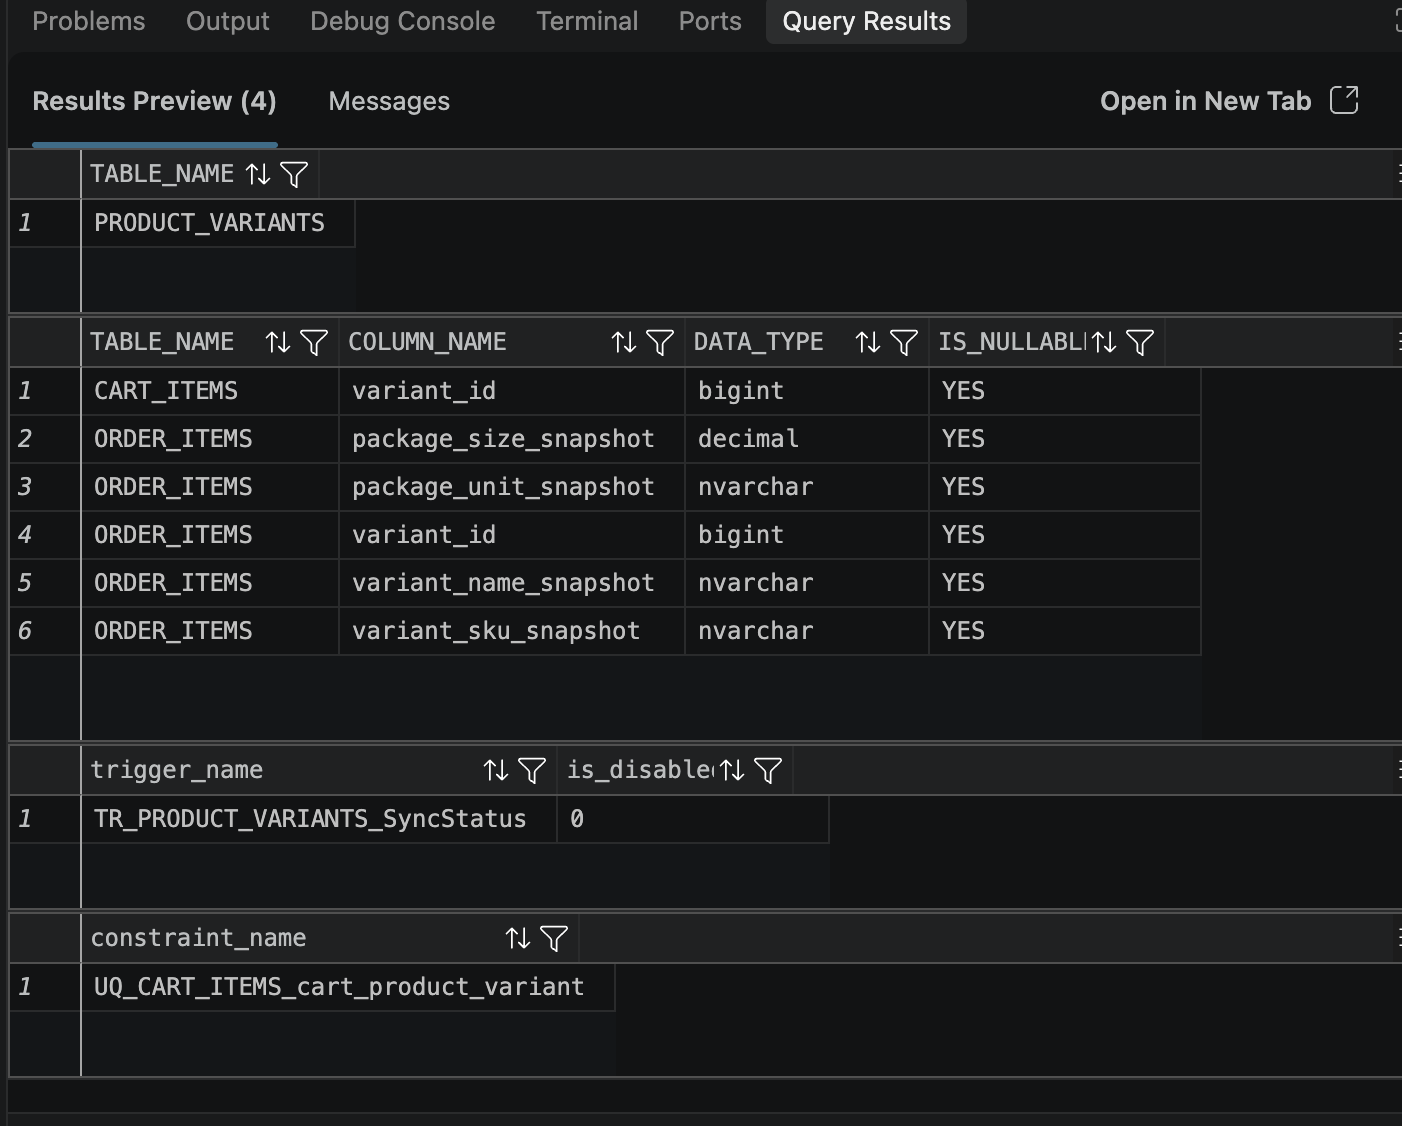 Problems Output Debug Console Terminal Ports Query Results
Results Preview (4) Messages Open in New Tab
TABLE_NAME
1 PRODUCT_VARIANTS
TABLE_NAME COLUMN_NAME DATA_TYPE IS_NULLABL
1 CART_ITEMS variant_id bigint YES
2 ORDER_ITEMS package_size_snapshot decimal YES
3 ORDER_ITEMS package_unit_snapshot nvarchar YES
4 ORDER_ITEMS variant_id bigint YES
5 ORDER_ITEMS variant_name_snapshot nvarchar YES
6 ORDER_ITEMS variant_sku_snapshot nvarchar YES
trigger_name is_disabled
1 TR_PRODUCT_VARIANTS_SyncStatus 0
constraint_name
1 UQ_CART_ITEMS_cart_product_variant